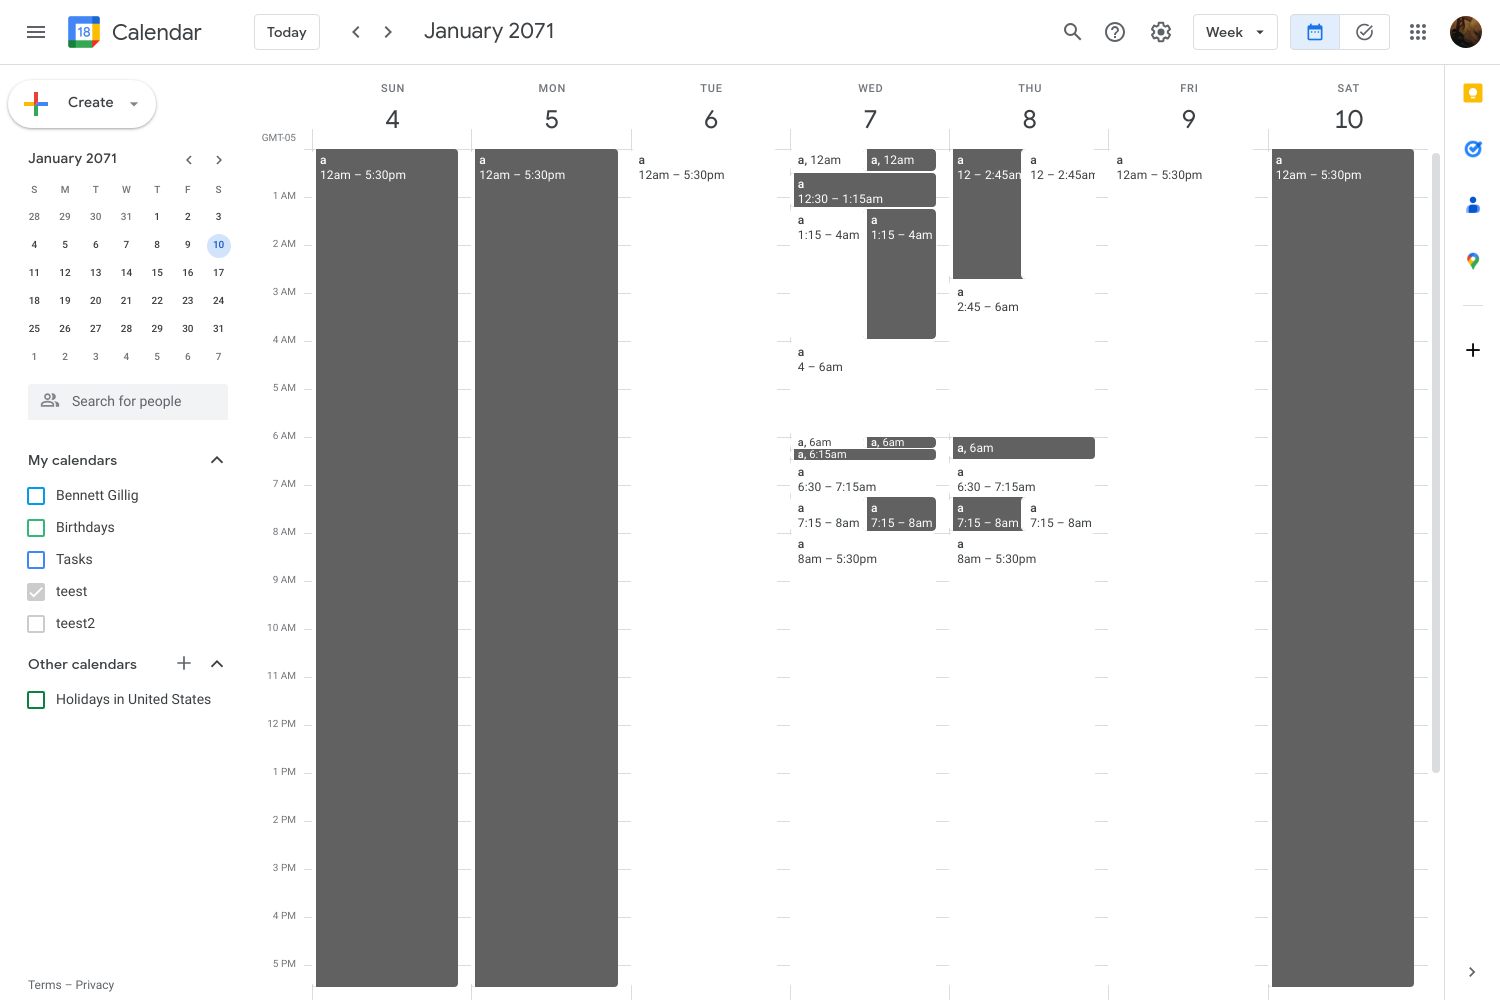 18 Calendar
Today
January 2071
Week
Create
January 2071
S M T W T F S
28 29 30 31 1 2 3
4 5 6 7 8 9 10
11 12 13 14 15 16 17
18 19 20 21 22 23 24
25 26 27 28 29 30 31
1 2 3 4 5 6 7
Search for people
My calendars
Bennett Gillig
Birthdays
Tasks
teest
teest2
Other calendars
Holidays in United States
Terms – Privacy
SUN MON TUE WED THU FRI SAT
4 5 6 7 8 9 10
GMT-05
1 AM
2 AM
3 AM
4 AM
5 AM
6 AM
7 AM
8 AM
9 AM
10 AM
11 AM
12 PM
1 PM
2 PM
3 PM
4 PM
5 PM
a
12am – 5:30pm
a
12am – 5:30pm
a
12am – 5:30pm
a, 12am
a, 12am
a
12:30 – 1:15am
a
1:15 – 4am
a
1:15 – 4am
a
4 – 6am
a, 6am
a, 6am
a, 6:15am
a
6:30 – 7:15am
a
7:15 – 8am
a
7:15 – 8am
a
8am – 5:30pm
a
12 – 2:45am
a
12 – 2:45am
a
2:45 – 6am
a, 6am
a
6:30 – 7:15am
a
7:15 – 8am
a
7:15 – 8am
a
8am – 5:30pm
a
12am – 5:30pm
a
12am – 5:30pm